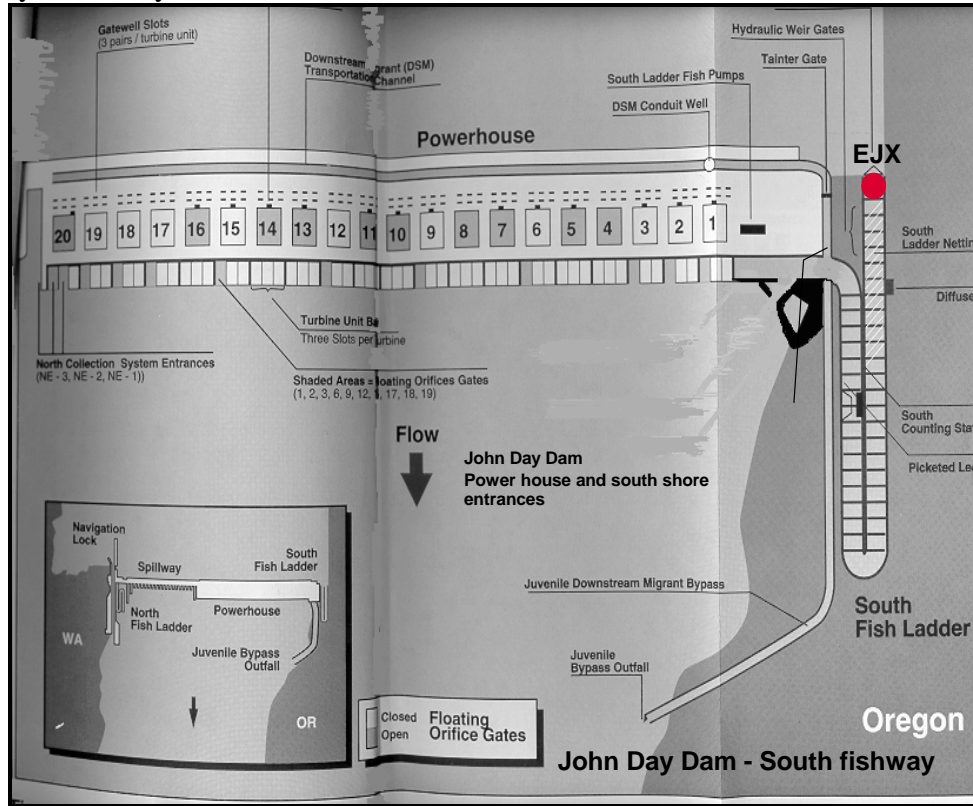 Gatewell Slots
(3 pairs / turbine unit)
Downstream grant (DSM)
Transportation Channel
South Ladder Fish Pumps
DSM Conduit Well
Hydraulic Weir Gates
Tainter Gate
Powerhouse
EJX
20 19 18 17 16 15 14 13 12 11 10 9 8 7 6 5 4 3 2 1
South
Ladder Nettin
Diffuse
Turbine Unit Ba
Three Slots per turbine
North Collection System Entrances
(NE - 3, NE - 2, NE - 1))
Shaded Areas = loating Orifices Gates
(1, 2, 3, 6, 9, 12, 1, 17, 18, 19)
South
Counting Stat
Picketed Lea
Flow
John Day Dam
Power house and south shore
entrances
Navigation
Lock
Spillway
South
Fish Ladder
North
Fish Ladder
Powerhouse
WA
Juvenile Bypass
Outfall
OR
Juvenile Downstream Migrant Bypass
South
Fish Ladder
Juvenile
Bypass Outfall
Closed
Open
Floating
Orifice Gates
Oregon
John Day Dam - South fishway